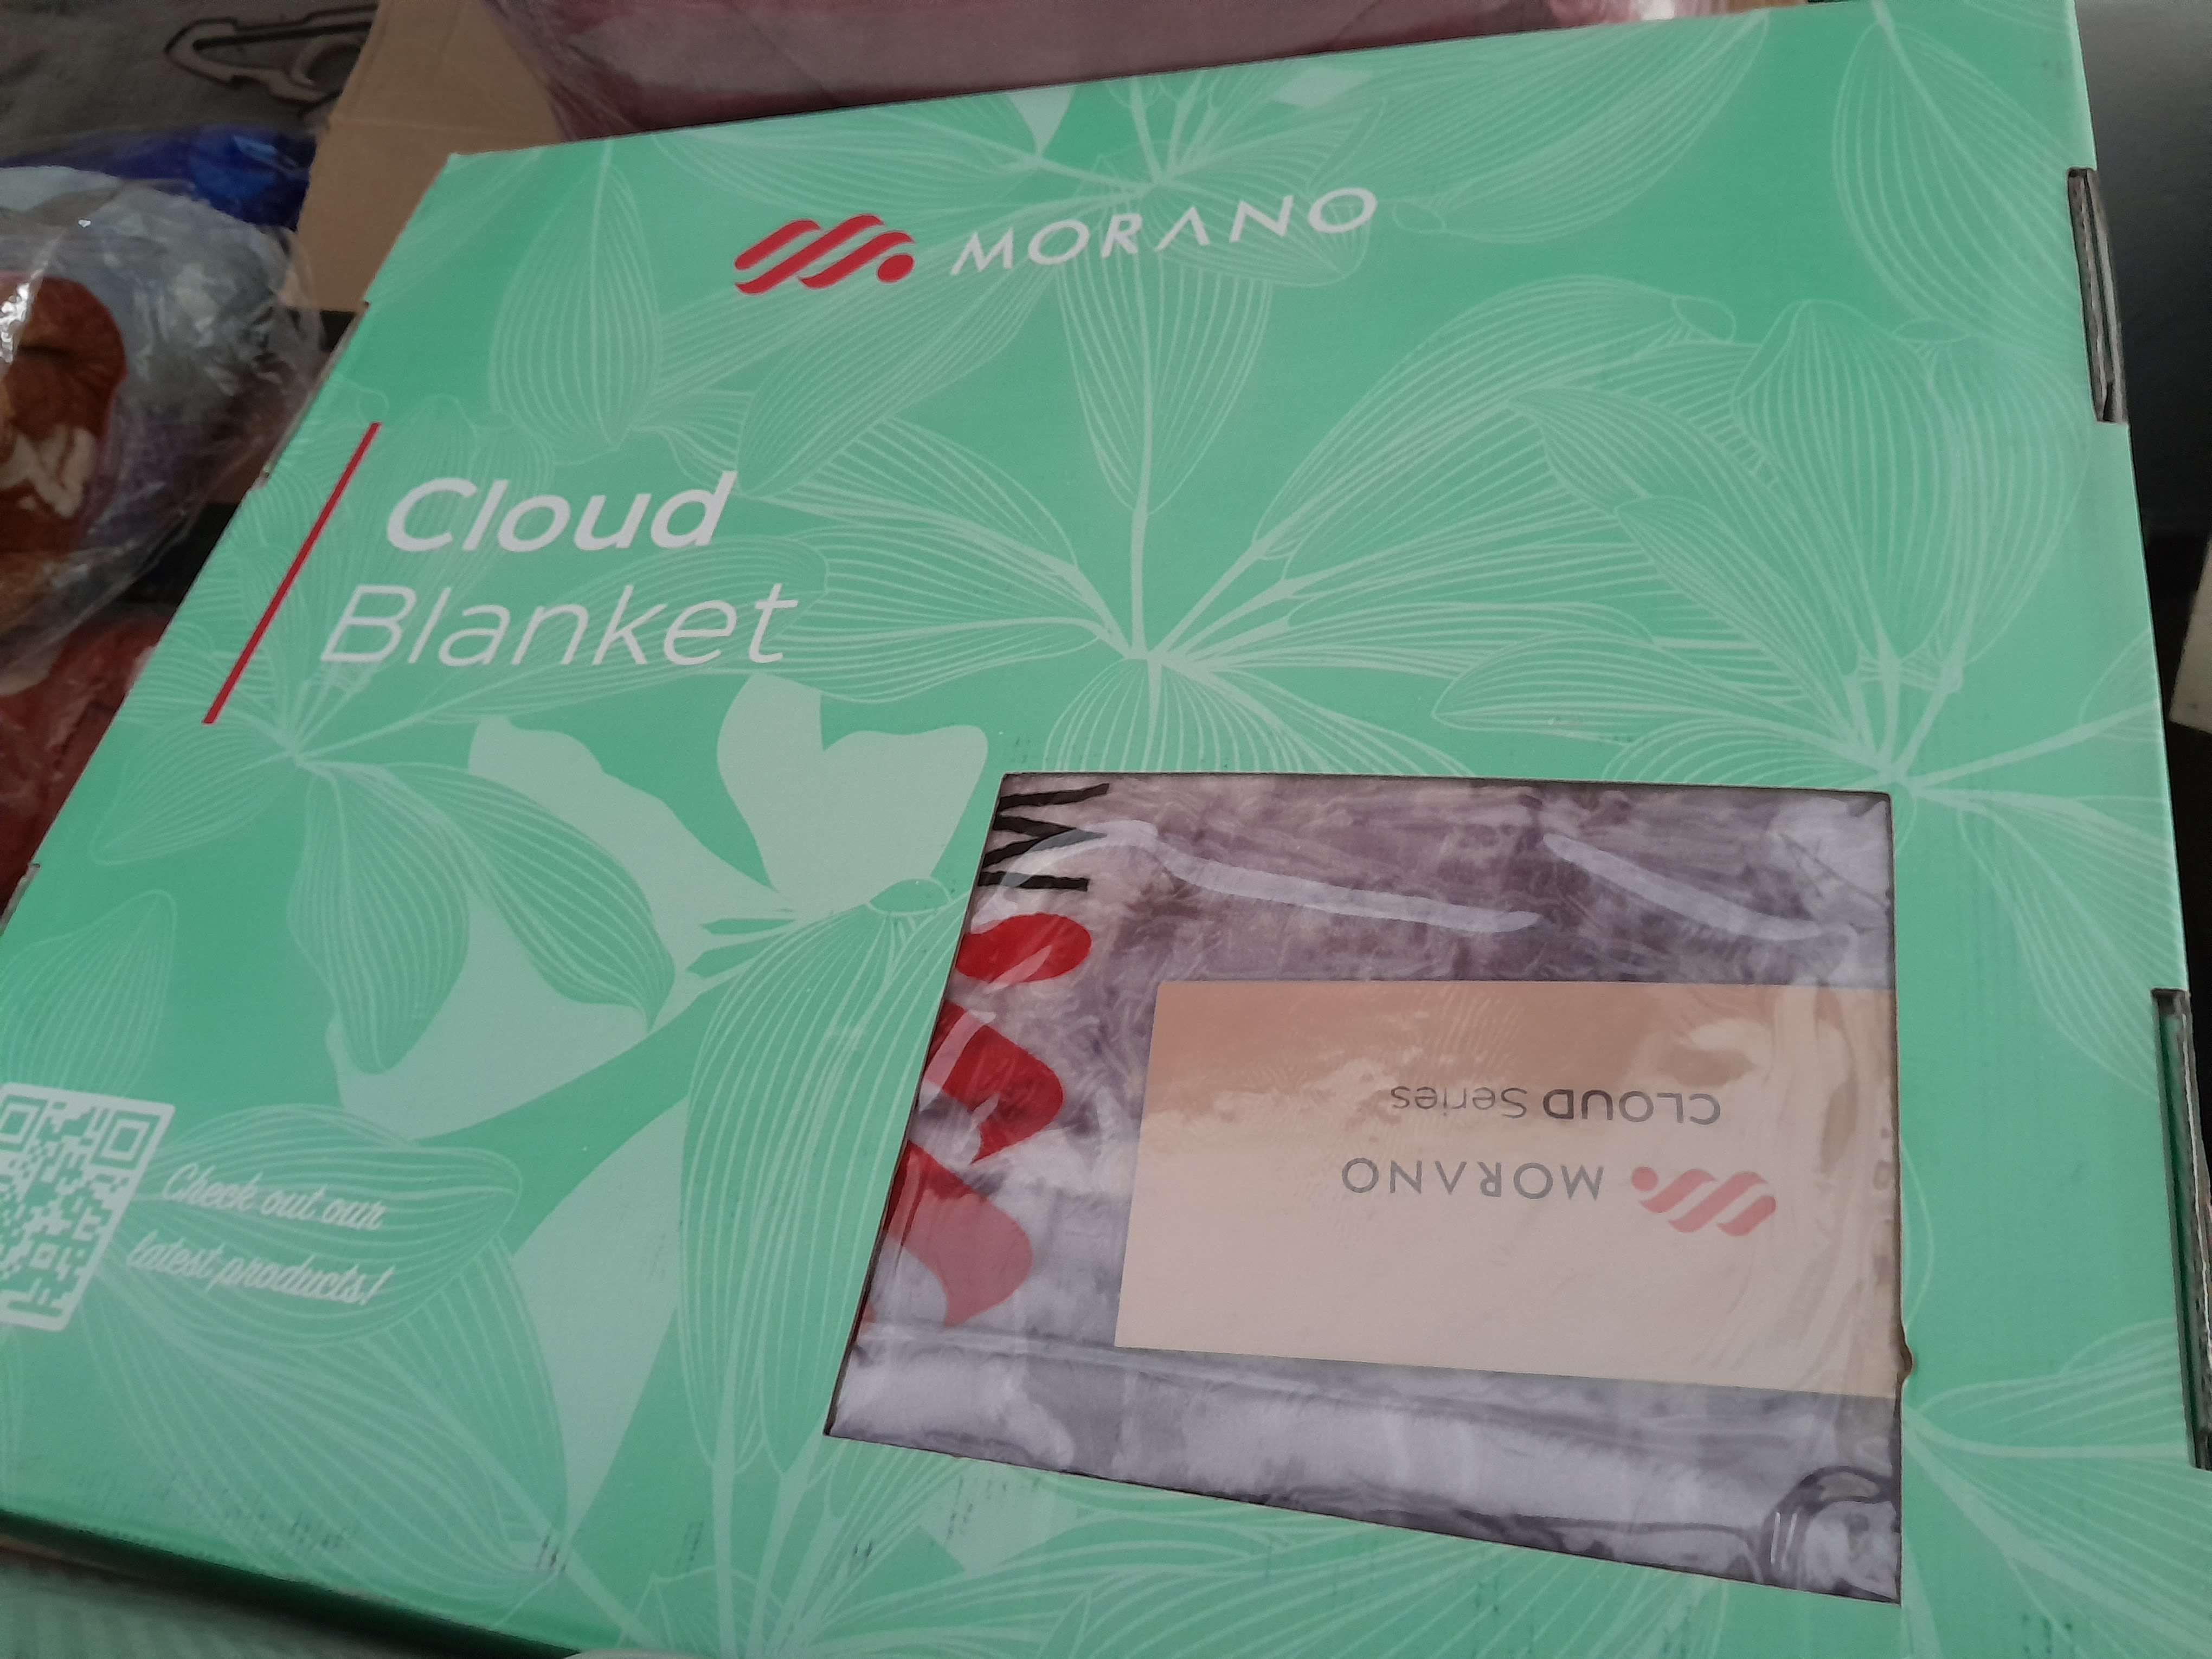 MORANO
Cloud
Blanket
M
CLOUD Series
MORANO
Check out our
latest products!